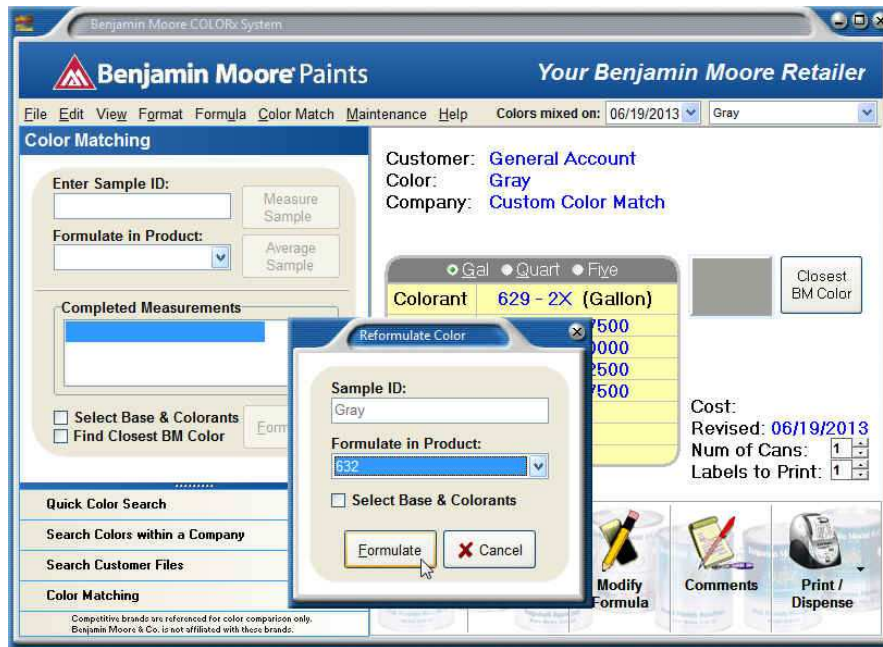 Benjamin Moore COLORx System
Benjamin Moore Paints
Your Benjamin Moore Retailer
File Edit View Format Formula Color Match Maintenance Help Colors mixed on: 06/19/2013 Gray
Color Matching
Enter Sample ID:
Measure Sample
Formulate in Product:
Average Sample
Completed Measurements
Select Base & Colorants
Find Closest BM Color
Form
Quick Color Search
Search Colors within a Company
Search Customer Files
Color Matching
Competitive brands are referenced for color comparison only.
Benjamin Moore & Co. is not affiliated with these brands.
Customer: General Account
Color: Gray
Company: Custom Color Match
Gal Quart Five
Colorant 629 - 2X (Gallon)
7500
0000
2500
7500
Closest
BM Color
Cost:
Revised: 06/19/2013
Num of Cans: 1
Labels to Print: 1
Reformulate Color
Sample ID:
Gray
Formulate in Product:
632
Select Base & Colorants
Formulate
Cancel
Modify
Formula
Comments
Print /
Dispense